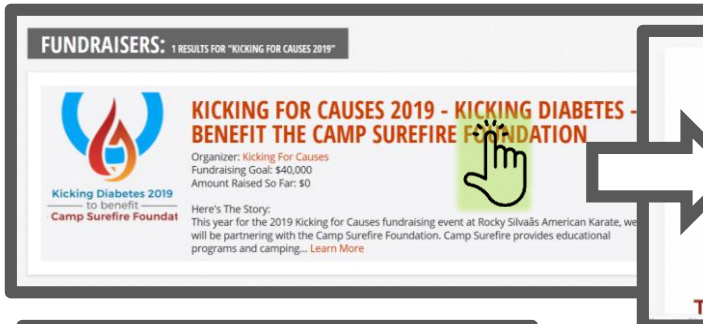 FUNDRAISERS: 1 RESULTS FOR "KICKING FOR CAUSES 2019"
KICKING FOR CAUSES 2019 - KICKING DIABETES -
BENEFIT THE CAMP SUREFIRE FOUNDATION
Organizer: Kicking For Causes
Fundraising Goal: $40,000
Amount Raised So Far: $0
Here's The Story:
This year for the 2019 Kicking for Causes fundraising event at Rocky Silvaâs American Karate, we
will be partnering with the Camp Surefire Foundation. Camp Surefire provides educational
programs and camping... Learn More
Kicking Diabetes 2019
to benefit
Camp Surefire Foundat
T